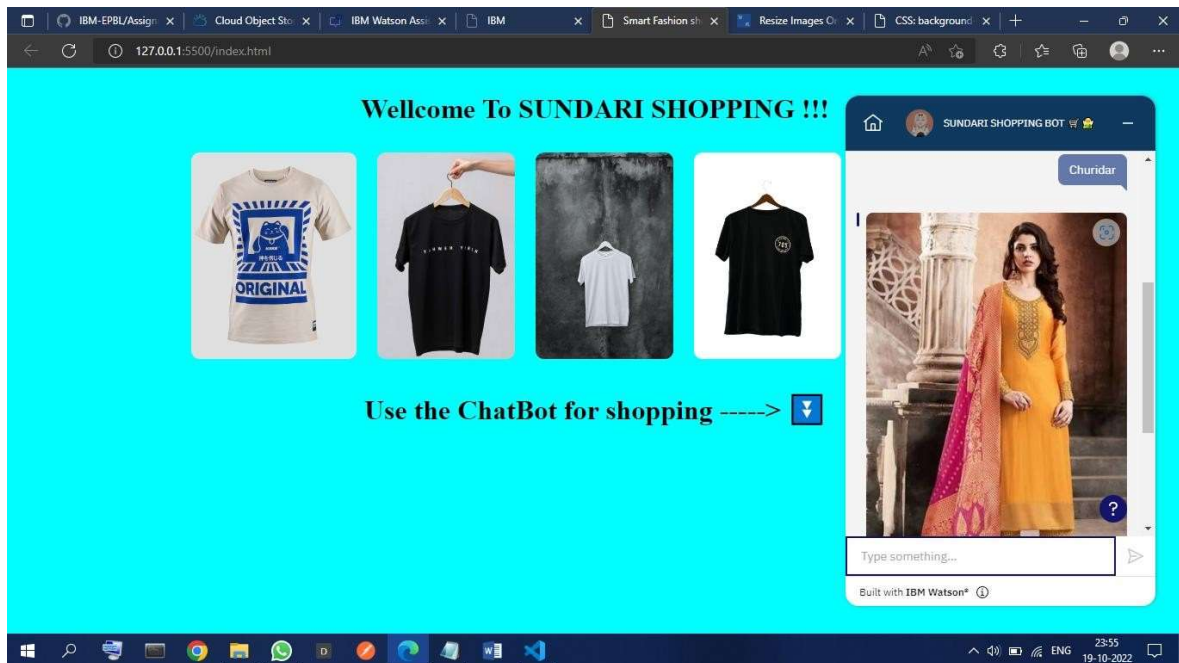 IBM-EPBL/Assign
Cloud Object Sto
IBM Watson Assi
IBM
Smart Fashion sh
Resize Images O
CSS: background
127.0.0.1:5500/index.html
Wellcome To SUNDARI SHOPPING !!!
ORIGINAL
Use the ChatBot for shopping -----> ⏬
SUNDARI SHOPPING BOT 🛒 👷
Churidar
?
Type something...
Built with IBM Watson®
ENG
23:55
19-10-2022